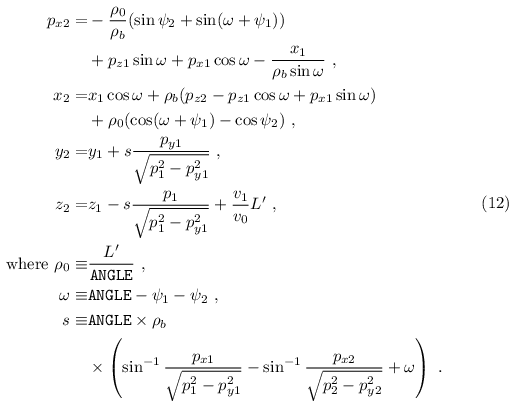 p_{x2} = − \frac{ρ_0}{ρ_b}(sin ψ_2 + sin(ω + ψ_1))
+ p_{z1} sin ω + p_{x1} cos ω − \frac{x_1}{ρ_b sin ω} ,
x_2 = x_1 cos ω + ρ_b(p_{z2} − p_{z1} cos ω + p_{x1} sin ω)
+ ρ_0(cos(ω + ψ_1) − cos ψ_2) ,
y_2 = y_1 + s \frac{p_{y1}}{\sqrt{p_1^2 − p_{y1}^2}} ,
z_2 = z_1 − s \frac{p_1}{\sqrt{p_1^2 − p_{y1}^2}} + \frac{v_1}{v_0} L′ , (12)
where ρ_0 ≡ \frac{L′}{ANGLE} ,
ω ≡ ANGLE − ψ_1 − ψ_2 ,
s ≡ ANGLE × ρ_b
× ( sin^{−1} \frac{p_{x1}}{\sqrt{p_1^2 − p_{y1}^2}} − sin^{−1} \frac{p_{x2}}{\sqrt{p_2^2 − p_{y2}^2}} + ω ) .